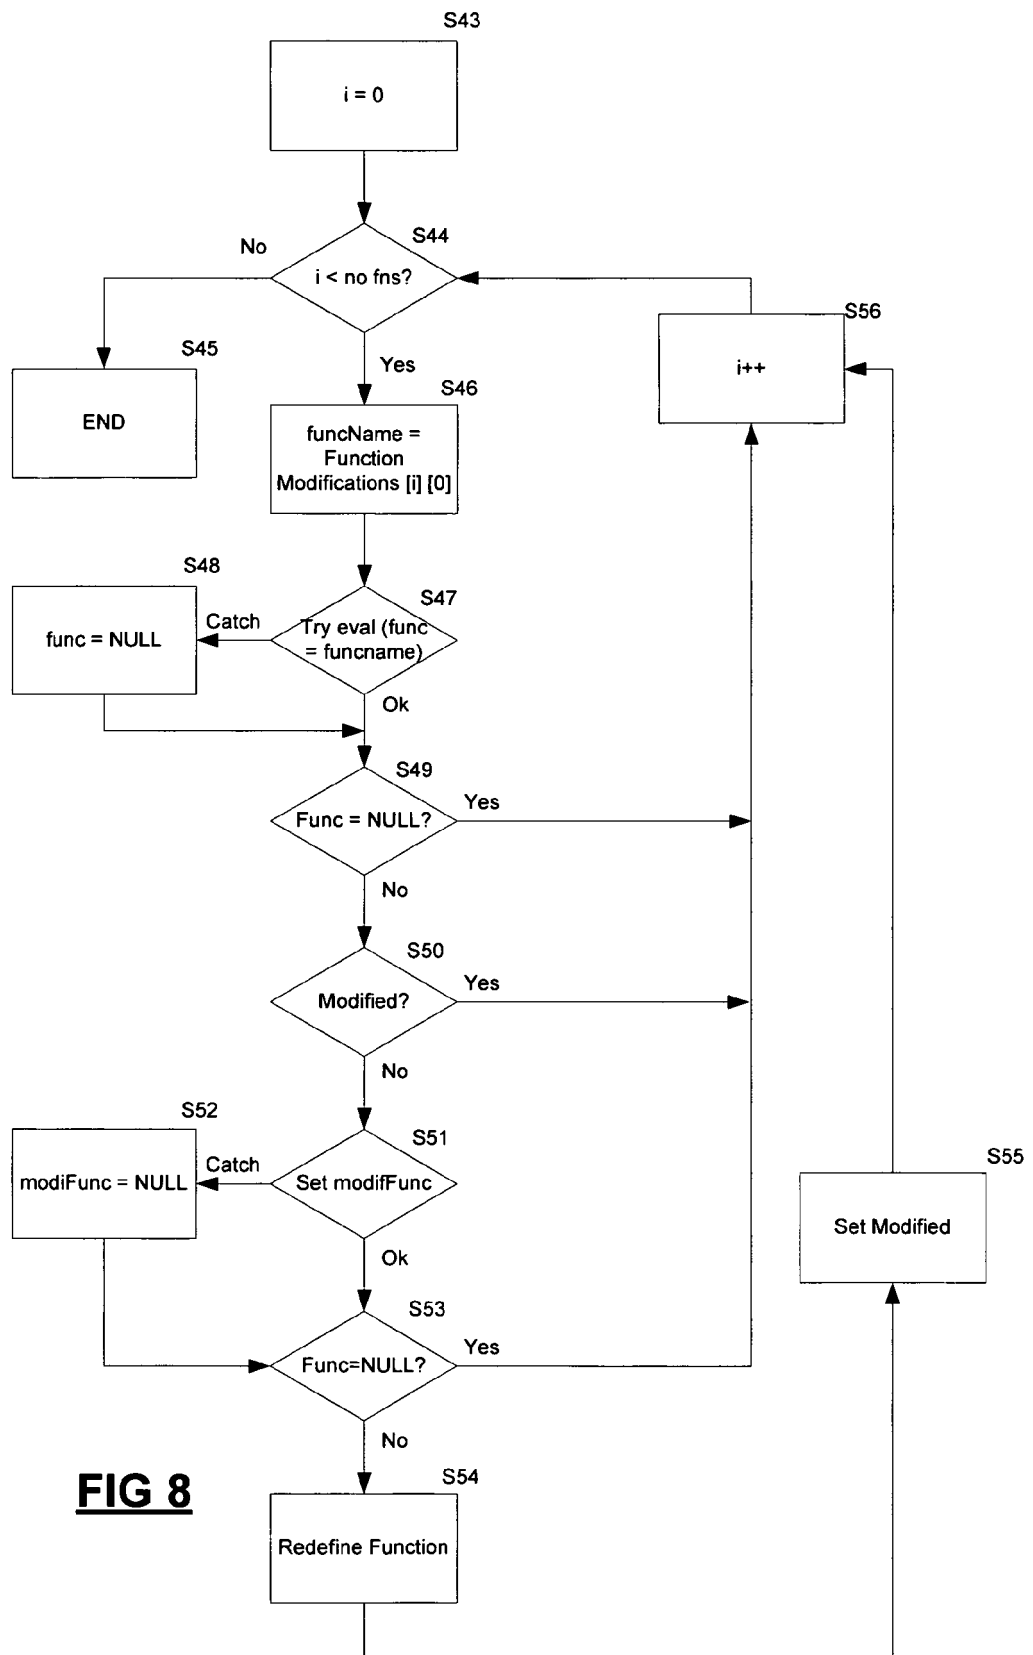 S43
i = 0
S44
No
i < no fns?
S56
i++
S45
END
Yes
S46
funcName =
Function
Modifications [i] [0]
S48
func = NULL
Catch
S47
Try eval (func
= funcname)
Ok
S49
Func = NULL?
Yes
No
S50
Modified?
Yes
No
S52
modiFunc = NULL
Catch
S51
Set modifFunc
Ok
S55
Set Modified
S53
Func=NULL?
Yes
No
FIG 8
S54
Redefine Function